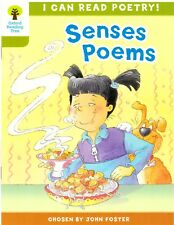 I CAN READ POETRY!
Oxford
Reading
Tree
Senses
Poems
CHOSEN BY JOHN FOSTER